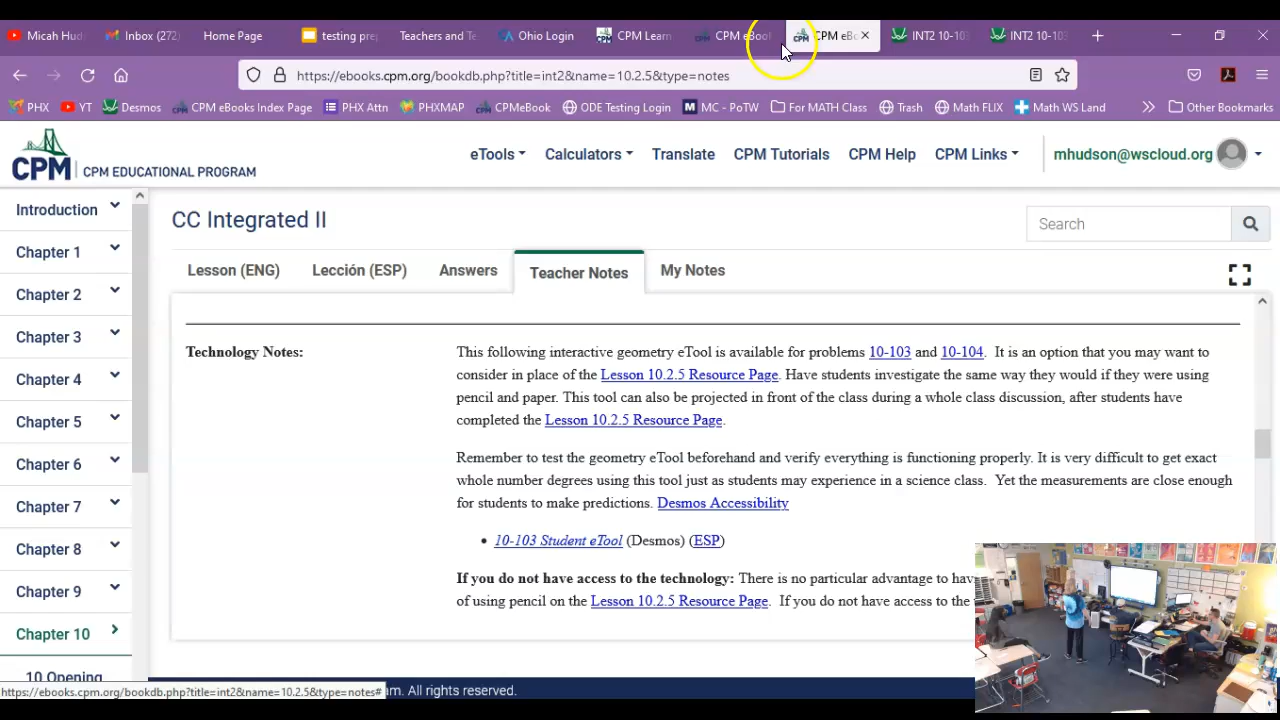 Micah Hud
Inbox (272)
Home Page
testing prep
Teachers and Te
Ohio Login
CPM Learn
CPM eBoo
CPM eBo
INT2 10-103
INT2 10-103
https://ebooks.cpm.org/bookdb.php?title=int2&name=10.2.5&type=notes
PHX
YT
Desmos
CPM eBooks Index Page
PHX Attn
PHXMAP
CPMeBook
ODE Testing Login
MC - PoTW
For MATH Class
Trash
Math FLIX
Math WS Land
Other Bookmarks
CPM CPM EDUCATIONAL PROGRAM
eTools
Calculators
Translate
CPM Tutorials
CPM Help
CPM Links
mhudson@wscloud.org
Introduction
Chapter 1
Chapter 2
Chapter 3
Chapter 4
Chapter 5
Chapter 6
Chapter 7
Chapter 8
Chapter 9
Chapter 10
10 Opening
CC Integrated II
Search
Lesson (ENG)
Lección (ESP)
Answers
Teacher Notes
My Notes
Technology Notes:
This following interactive geometry eTool is available for problems 10-103 and 10-104. It is an option that you may want to
consider in place of the Lesson 10.2.5 Resource Page. Have students investigate the same way they would if they were using
pencil and paper. This tool can also be projected in front of the class during a whole class discussion, after students have
completed the Lesson 10.2.5 Resource Page.
Remember to test the geometry eTool beforehand and verify everything is functioning properly. It is very difficult to get exact
whole number degrees using this tool just as students may experience in a science class. Yet the measurements are close enough
for students to make predictions. Desmos Accessibility
• 10-103 Student eTool (Desmos) (ESP)
If you do not have access to the technology: There is no particular advantage to hav
of using pencil on the Lesson 10.2.5 Resource Page. If you do not have access to the
https://ebooks.cpm.org/bookdb.php?title=int2&name=10.2.5&type=notes#
am. All rights reserved.